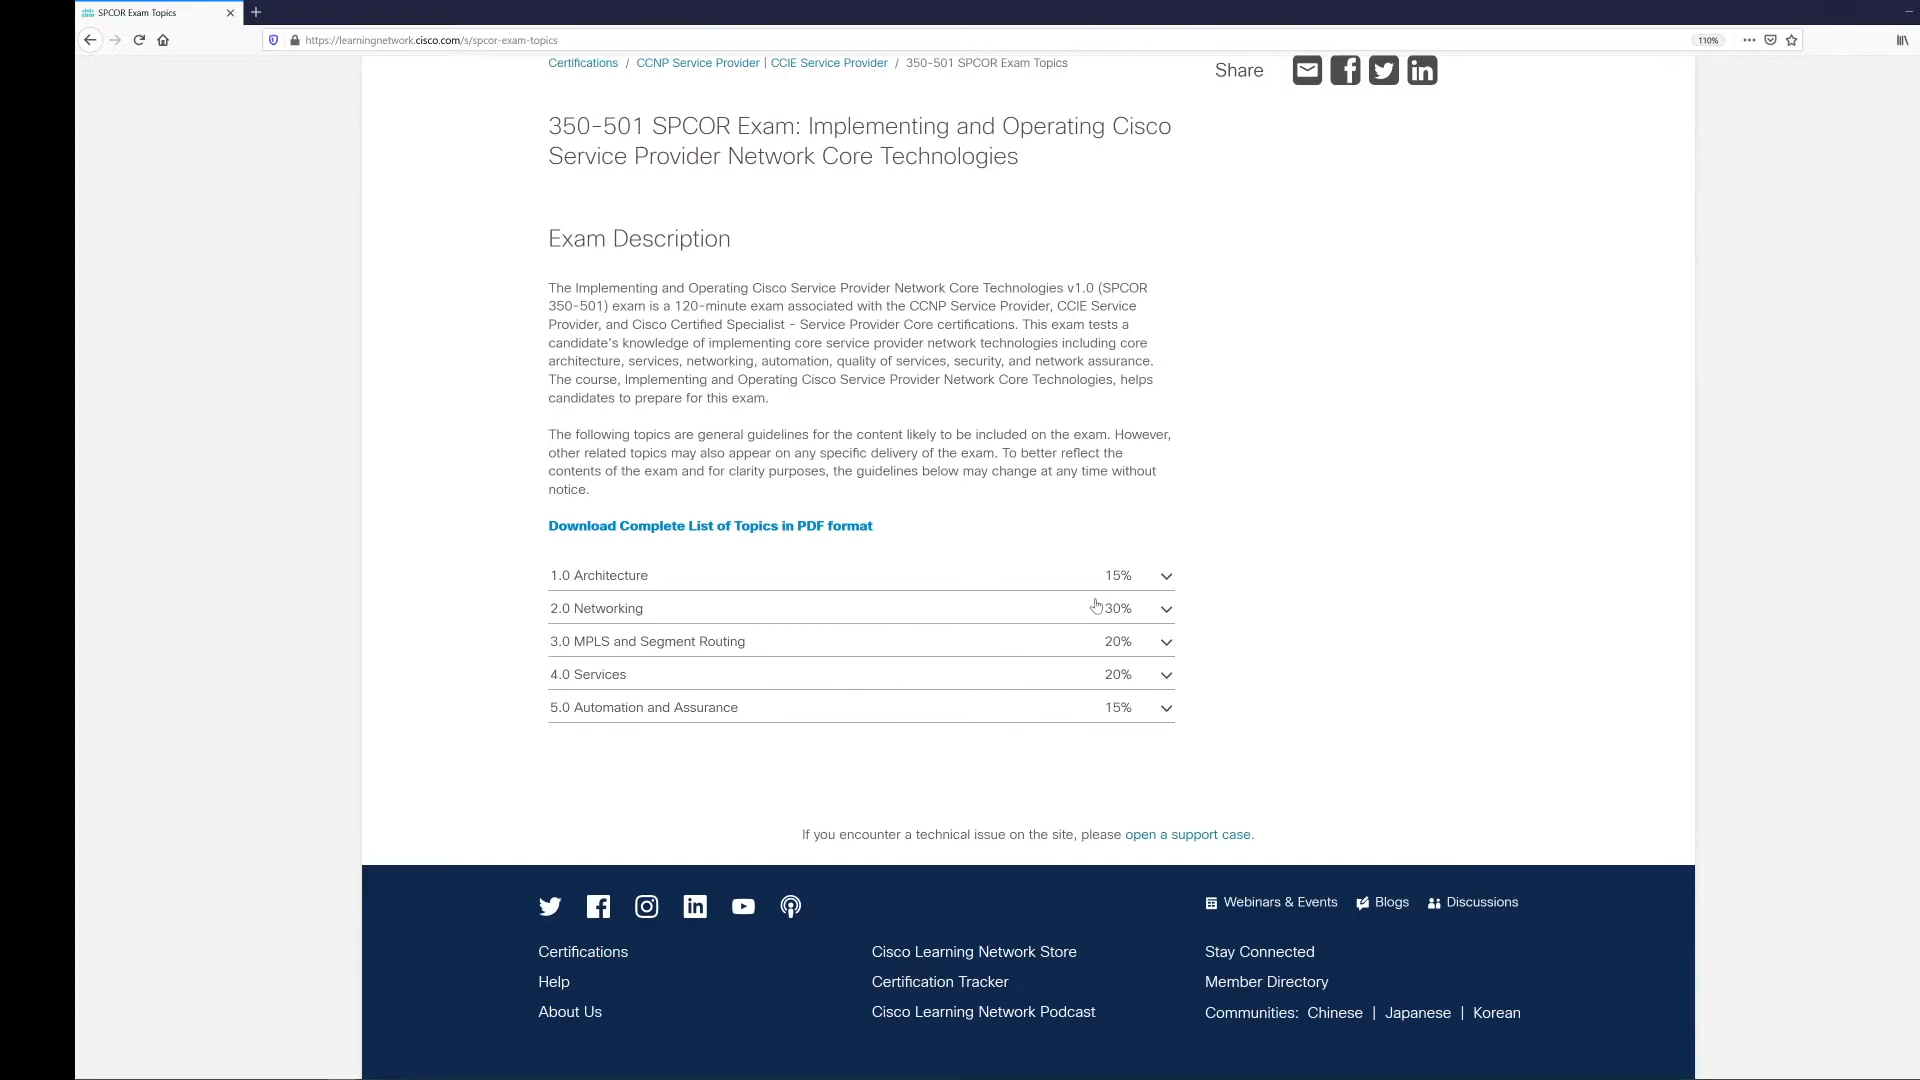 SPCOR Exam Topics
https://learningnetwork.cisco.com/s/spcor-exam-topics
110%
Certifications / CCNP Service Provider | CCIE Service Provider / 350-501 SPCOR Exam Topics
Share
350-501 SPCOR Exam: Implementing and Operating Cisco
Service Provider Network Core Technologies
Exam Description
The Implementing and Operating Cisco Service Provider Network Core Technologies v1.0 (SPCOR
350-501) exam is a 120-minute exam associated with the CCNP Service Provider, CCIE Service
Provider, and Cisco Certified Specialist - Service Provider Core certifications. This exam tests a
candidate's knowledge of implementing core service provider network technologies including core
architecture, services, networking, automation, quality of services, security, and network assurance.
The course, Implementing and Operating Cisco Service Provider Network Core Technologies, helps
candidates to prepare for this exam.
The following topics are general guidelines for the content likely to be included on the exam. However,
other related topics may also appear on any specific delivery of the exam. To better reflect the
contents of the exam and for clarity purposes, the guidelines below may change at any time without
notice.
Download Complete List of Topics in PDF format
1.0 Architecture 15%
2.0 Networking 30%
3.0 MPLS and Segment Routing 20%
4.0 Services 20%
5.0 Automation and Assurance 15%
If you encounter a technical issue on the site, please open a support case.
Webinars & Events Blogs Discussions
Certifications Cisco Learning Network Store Stay Connected
Help Certification Tracker Member Directory
About Us Cisco Learning Network Podcast Communities: Chinese | Japanese | Korean